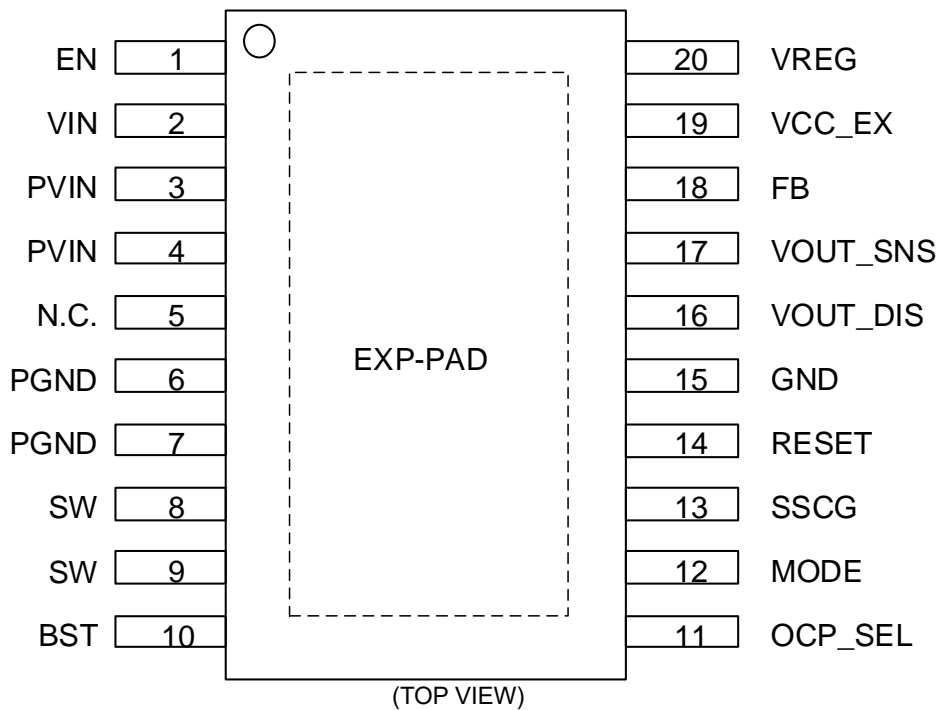 EN 1 20 VREG
VIN 2 19 VCC_EX
PVIN 3 18 FB
PVIN 4 17 VOUT_SNS
N.C. 5 16 VOUT_DIS
EXP-PAD
PGND 6 15 GND
PGND 7 14 RESET
SW 8 13 SSCG
SW 9 12 MODE
BST 10 11 OCP_SEL
(TOP VIEW)